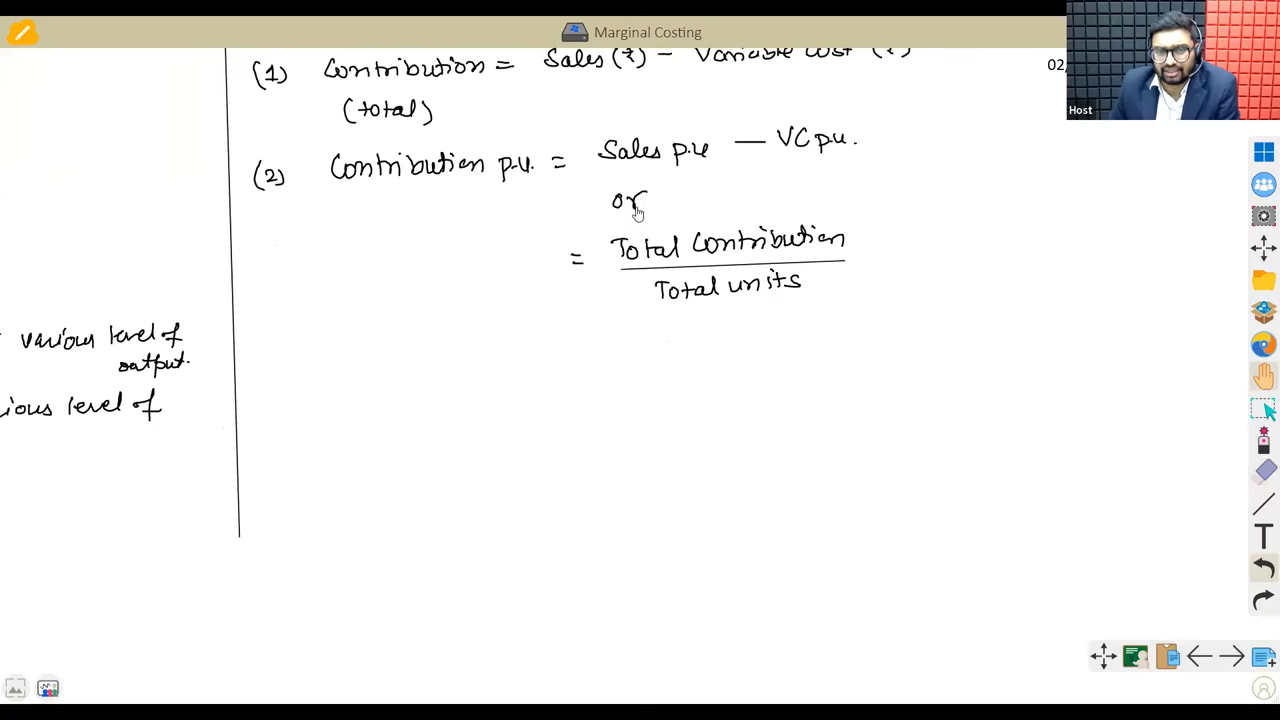 Marginal Costing
(1) Contribution = Sales (₹) − Variable cost (₹)
(total)
02/
Host
(2) Contribution p.u. = Sales p.u — VC p.u.
or
= Total Contribution
Total units
various level of
output.
ious level of
T